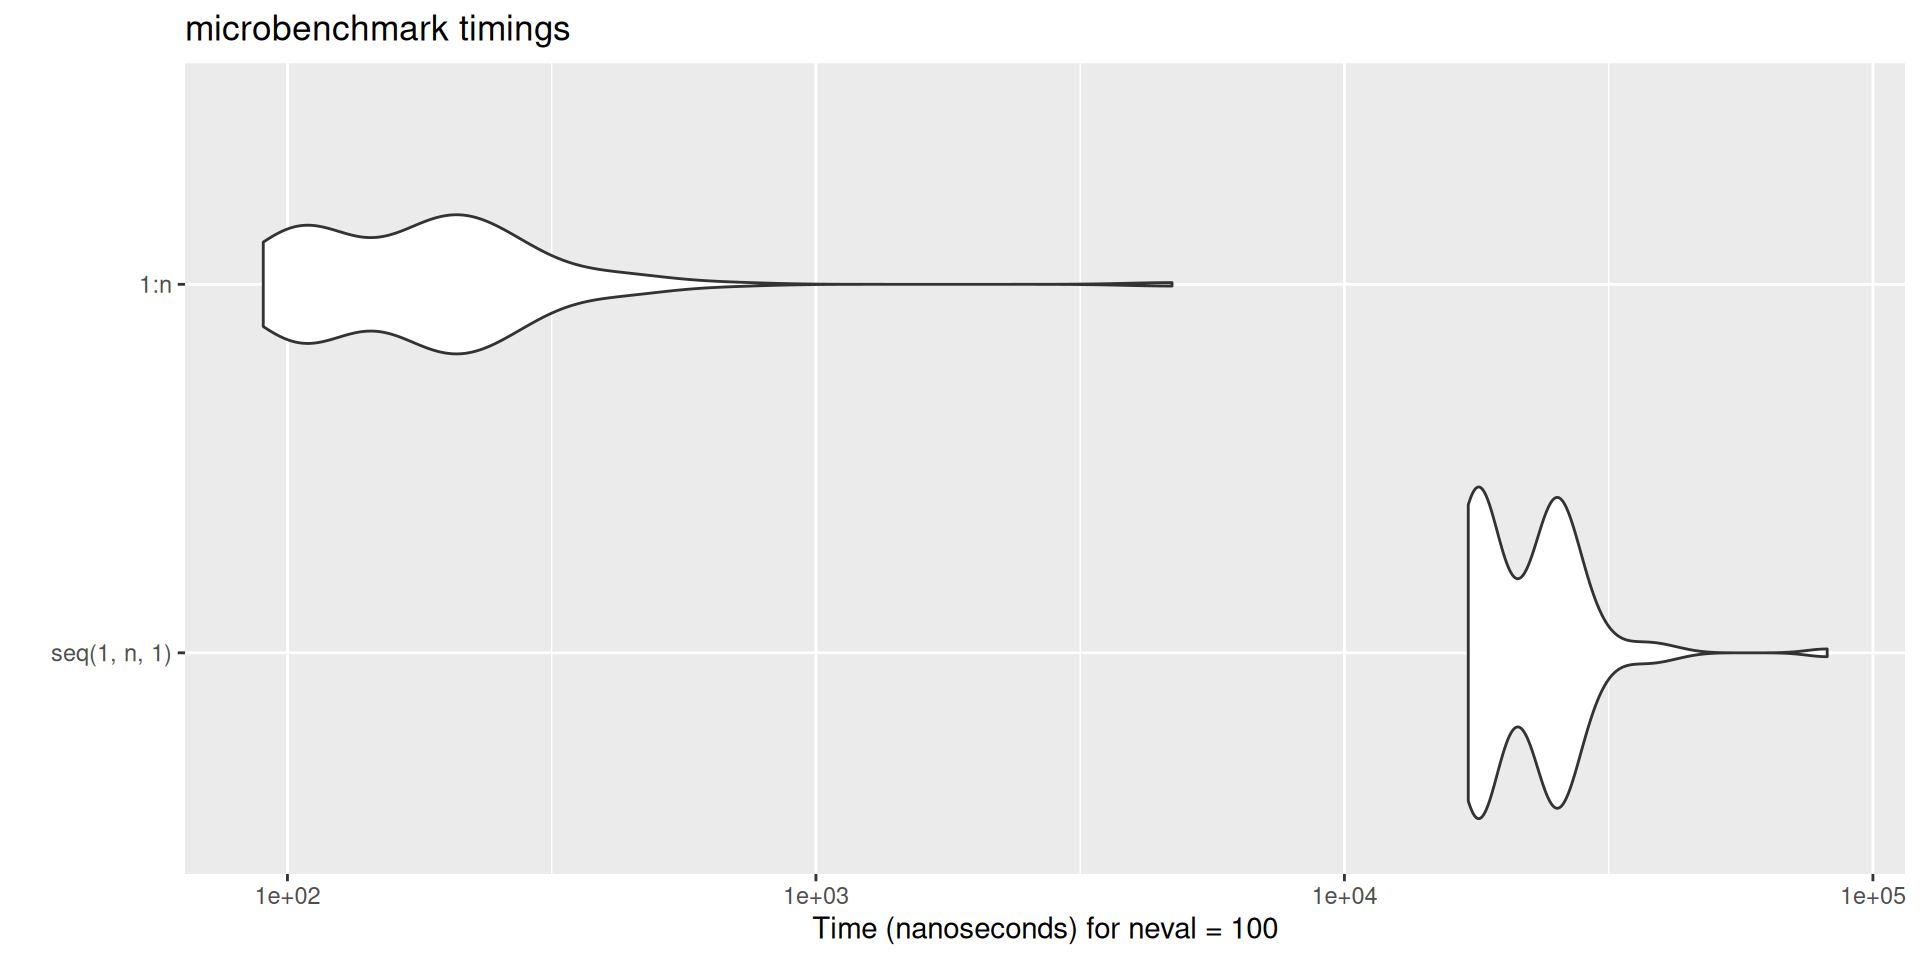 microbenchmark timings
1:n
seq(1, n, 1)
1e+02 1e+03 1e+04 1e+05
Time (nanoseconds) for neval = 100